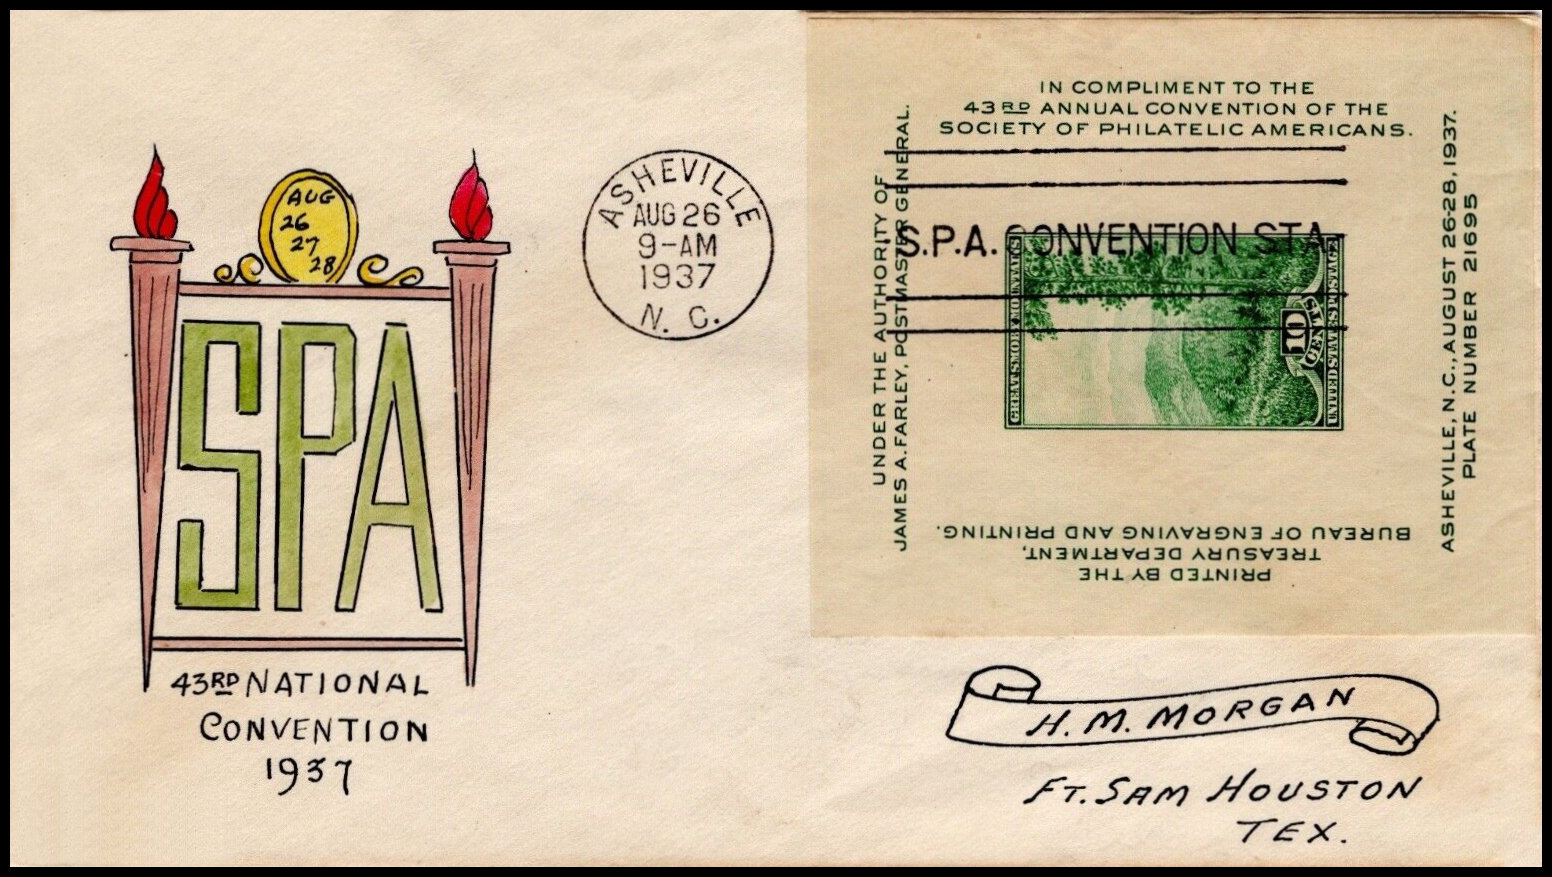 AUG
26
27
28
SPA
43RD NATIONAL
CONVENTION
1937
ASHEVILLE
AUG 26
9-AM
1937
N. C.
IN COMPLIMENT TO THE
43RD ANNUAL CONVENTION OF THE
SOCIETY OF PHILATELIC AMERICANS.
UNDER THE AUTHORITY OF
JAMES A. FARLEY, POSTMASTER GENERAL.
S.P.A. CONVENTION STA.
GREAT SMOKY MOUNTAINS
10
CENTS
UNITED STATES POSTAGE
ASHEVILLE, N.C., AUGUST 26-28, 1937.
PLATE NUMBER 21695
PRINTED BY THE
TREASURY DEPARTMENT,
BUREAU OF ENGRAVING AND PRINTING.
H. M. MORGAN
FT. SAM HOUSTON
TEX.